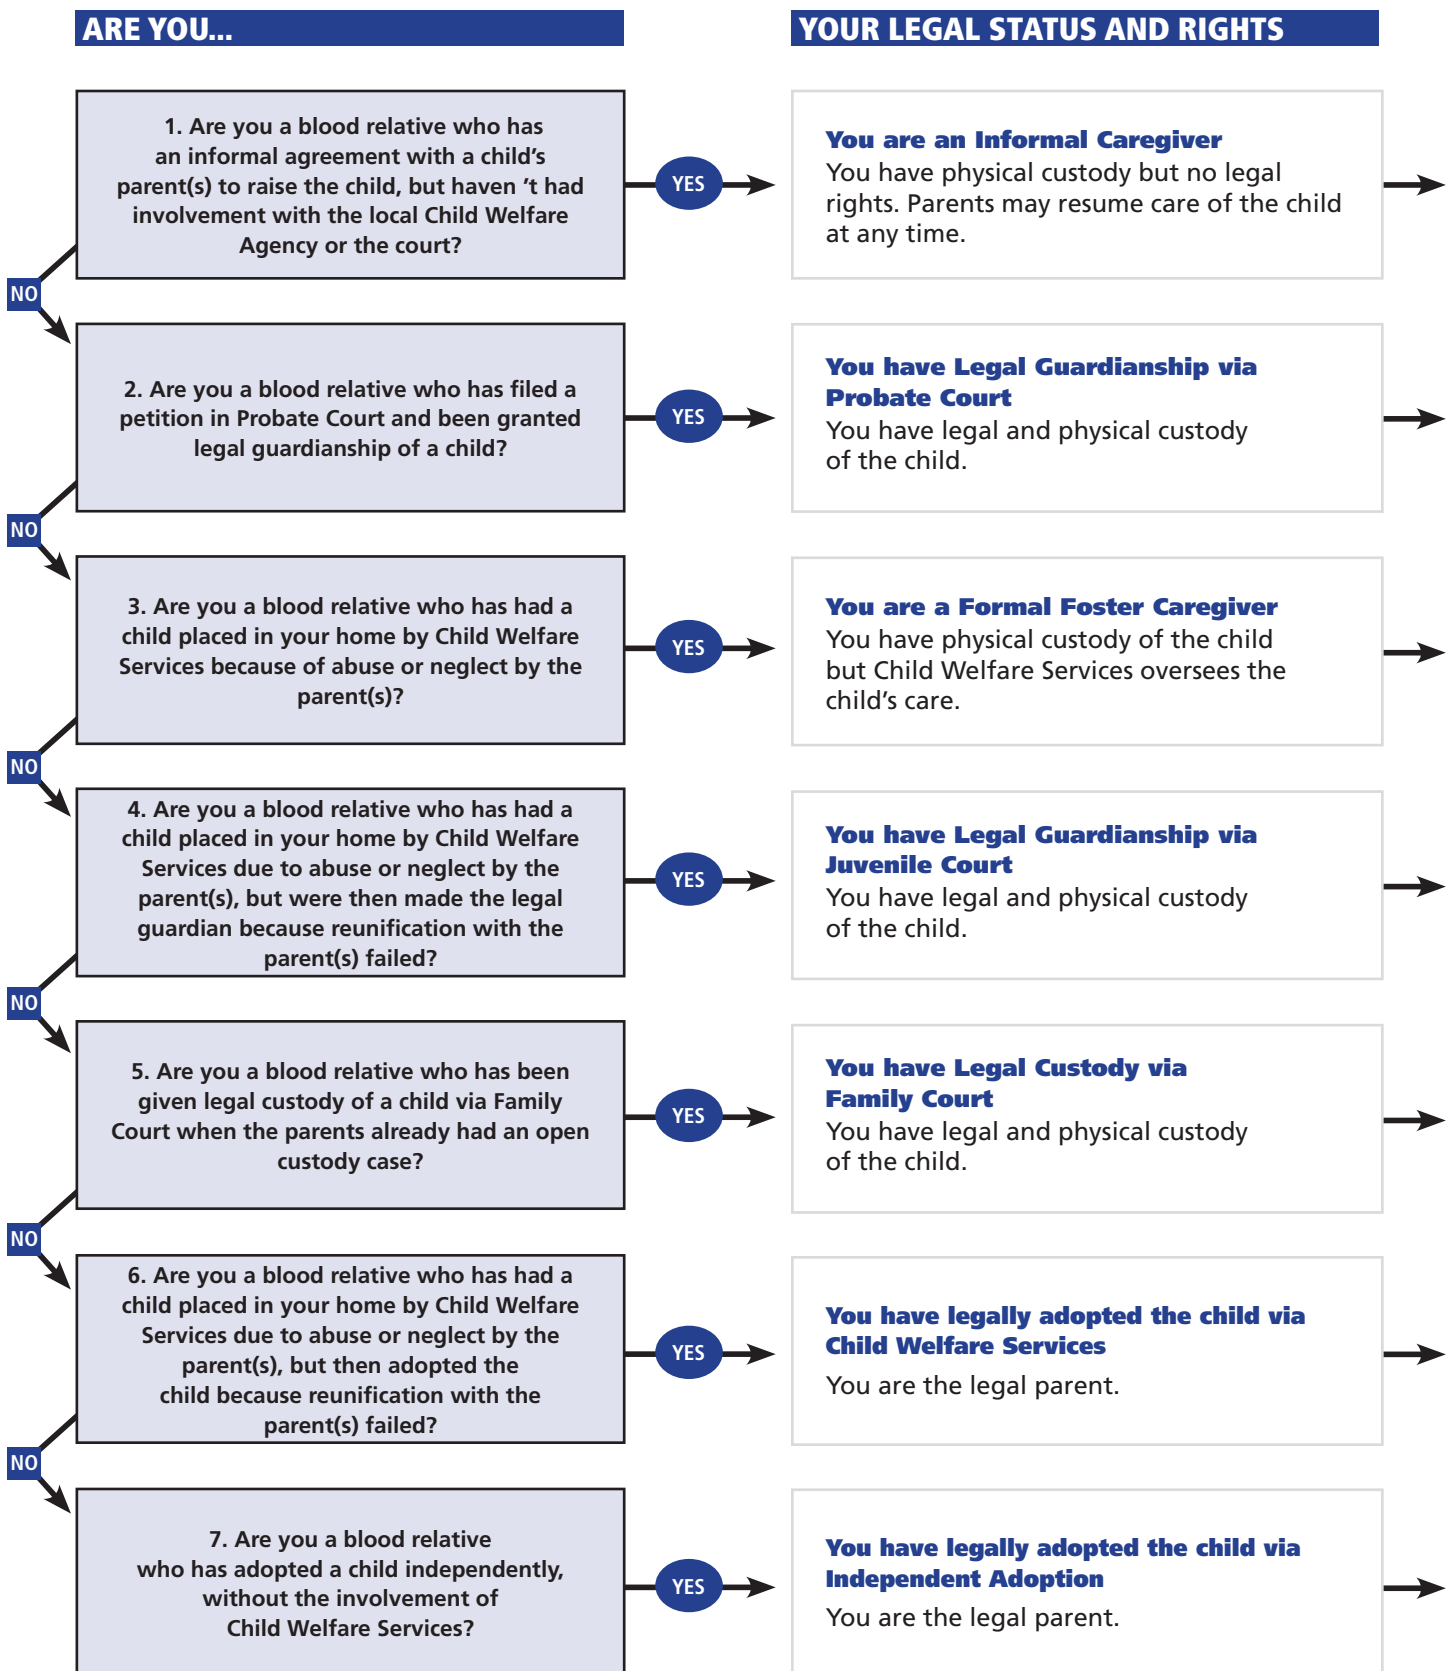 ARE YOU...
YOUR LEGAL STATUS AND RIGHTS
1. Are you a blood relative who has
an informal agreement with a child's
parent(s) to raise the child, but haven 't had
involvement with the local Child Welfare
Agency or the court?
YES
You are an Informal Caregiver
You have physical custody but no legal
rights. Parents may resume care of the child
at any time.
NO
2. Are you a blood relative who has filed a
petition in Probate Court and been granted
legal guardianship of a child?
YES
You have Legal Guardianship via
Probate Court
You have legal and physical custody
of the child.
NO
3. Are you a blood relative who has had a
child placed in your home by Child Welfare
Services because of abuse or neglect by the
parent(s)?
YES
You are a Formal Foster Caregiver
You have physical custody of the child
but Child Welfare Services oversees the
child's care.
NO
4. Are you a blood relative who has had a
child placed in your home by Child Welfare
Services due to abuse or neglect by the
parent(s), but were then made the legal
guardian because reunification with the
parent(s) failed?
YES
You have Legal Guardianship via
Juvenile Court
You have legal and physical custody
of the child.
NO
5. Are you a blood relative who has been
given legal custody of a child via Family
Court when the parents already had an open
custody case?
YES
You have Legal Custody via
Family Court
You have legal and physical custody
of the child.
NO
6. Are you a blood relative who has had a
child placed in your home by Child Welfare
Services due to abuse or neglect by the
parent(s), but then adopted the
child because reunification with the
parent(s) failed?
YES
You have legally adopted the child via
Child Welfare Services
You are the legal parent.
NO
7. Are you a blood relative
who has adopted a child independently,
without the involvement of
Child Welfare Services?
YES
You have legally adopted the child via
Independent Adoption
You are the legal parent.